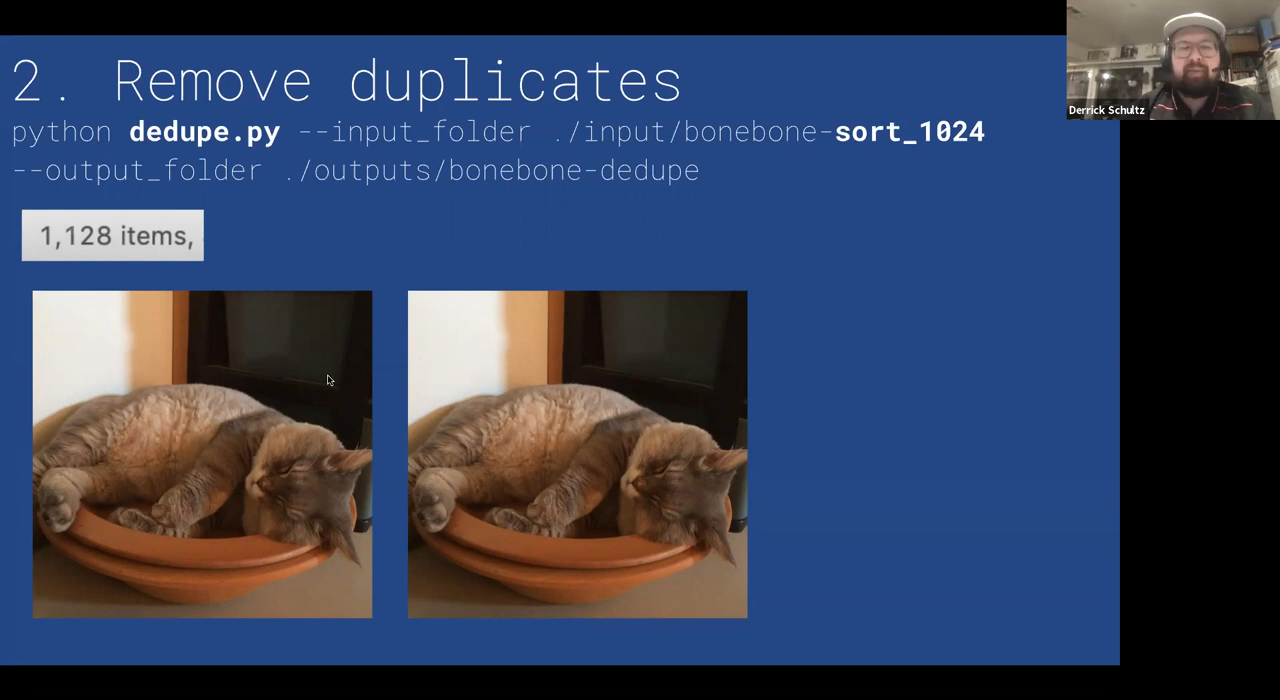 2. Remove duplicates
python dedupe.py --input_folder ./input/bonebone-sort_1024
--output_folder ./outputs/bonebone-dedupe
1,128 items,
Derrick Schultz